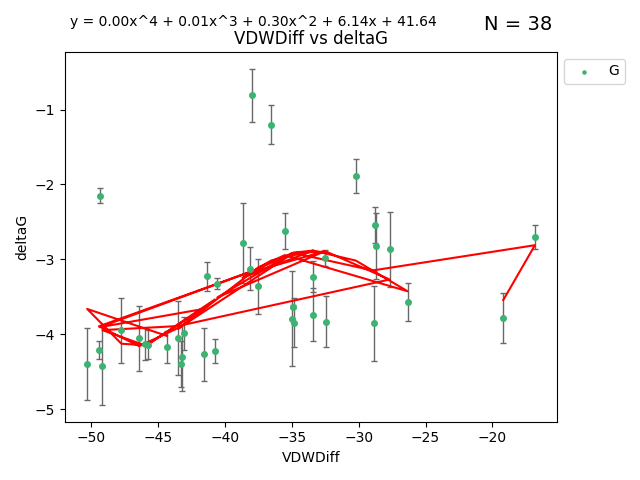 y = 0.00x^4 + 0.01x^3 + 0.30x^2 + 6.14x + 41.64
N = 38
VDWDiff vs deltaG
G
−1
−2
−3
−4
−5
deltaG
−50
−45
−40
−35
−30
−25
−20
VDWDiff